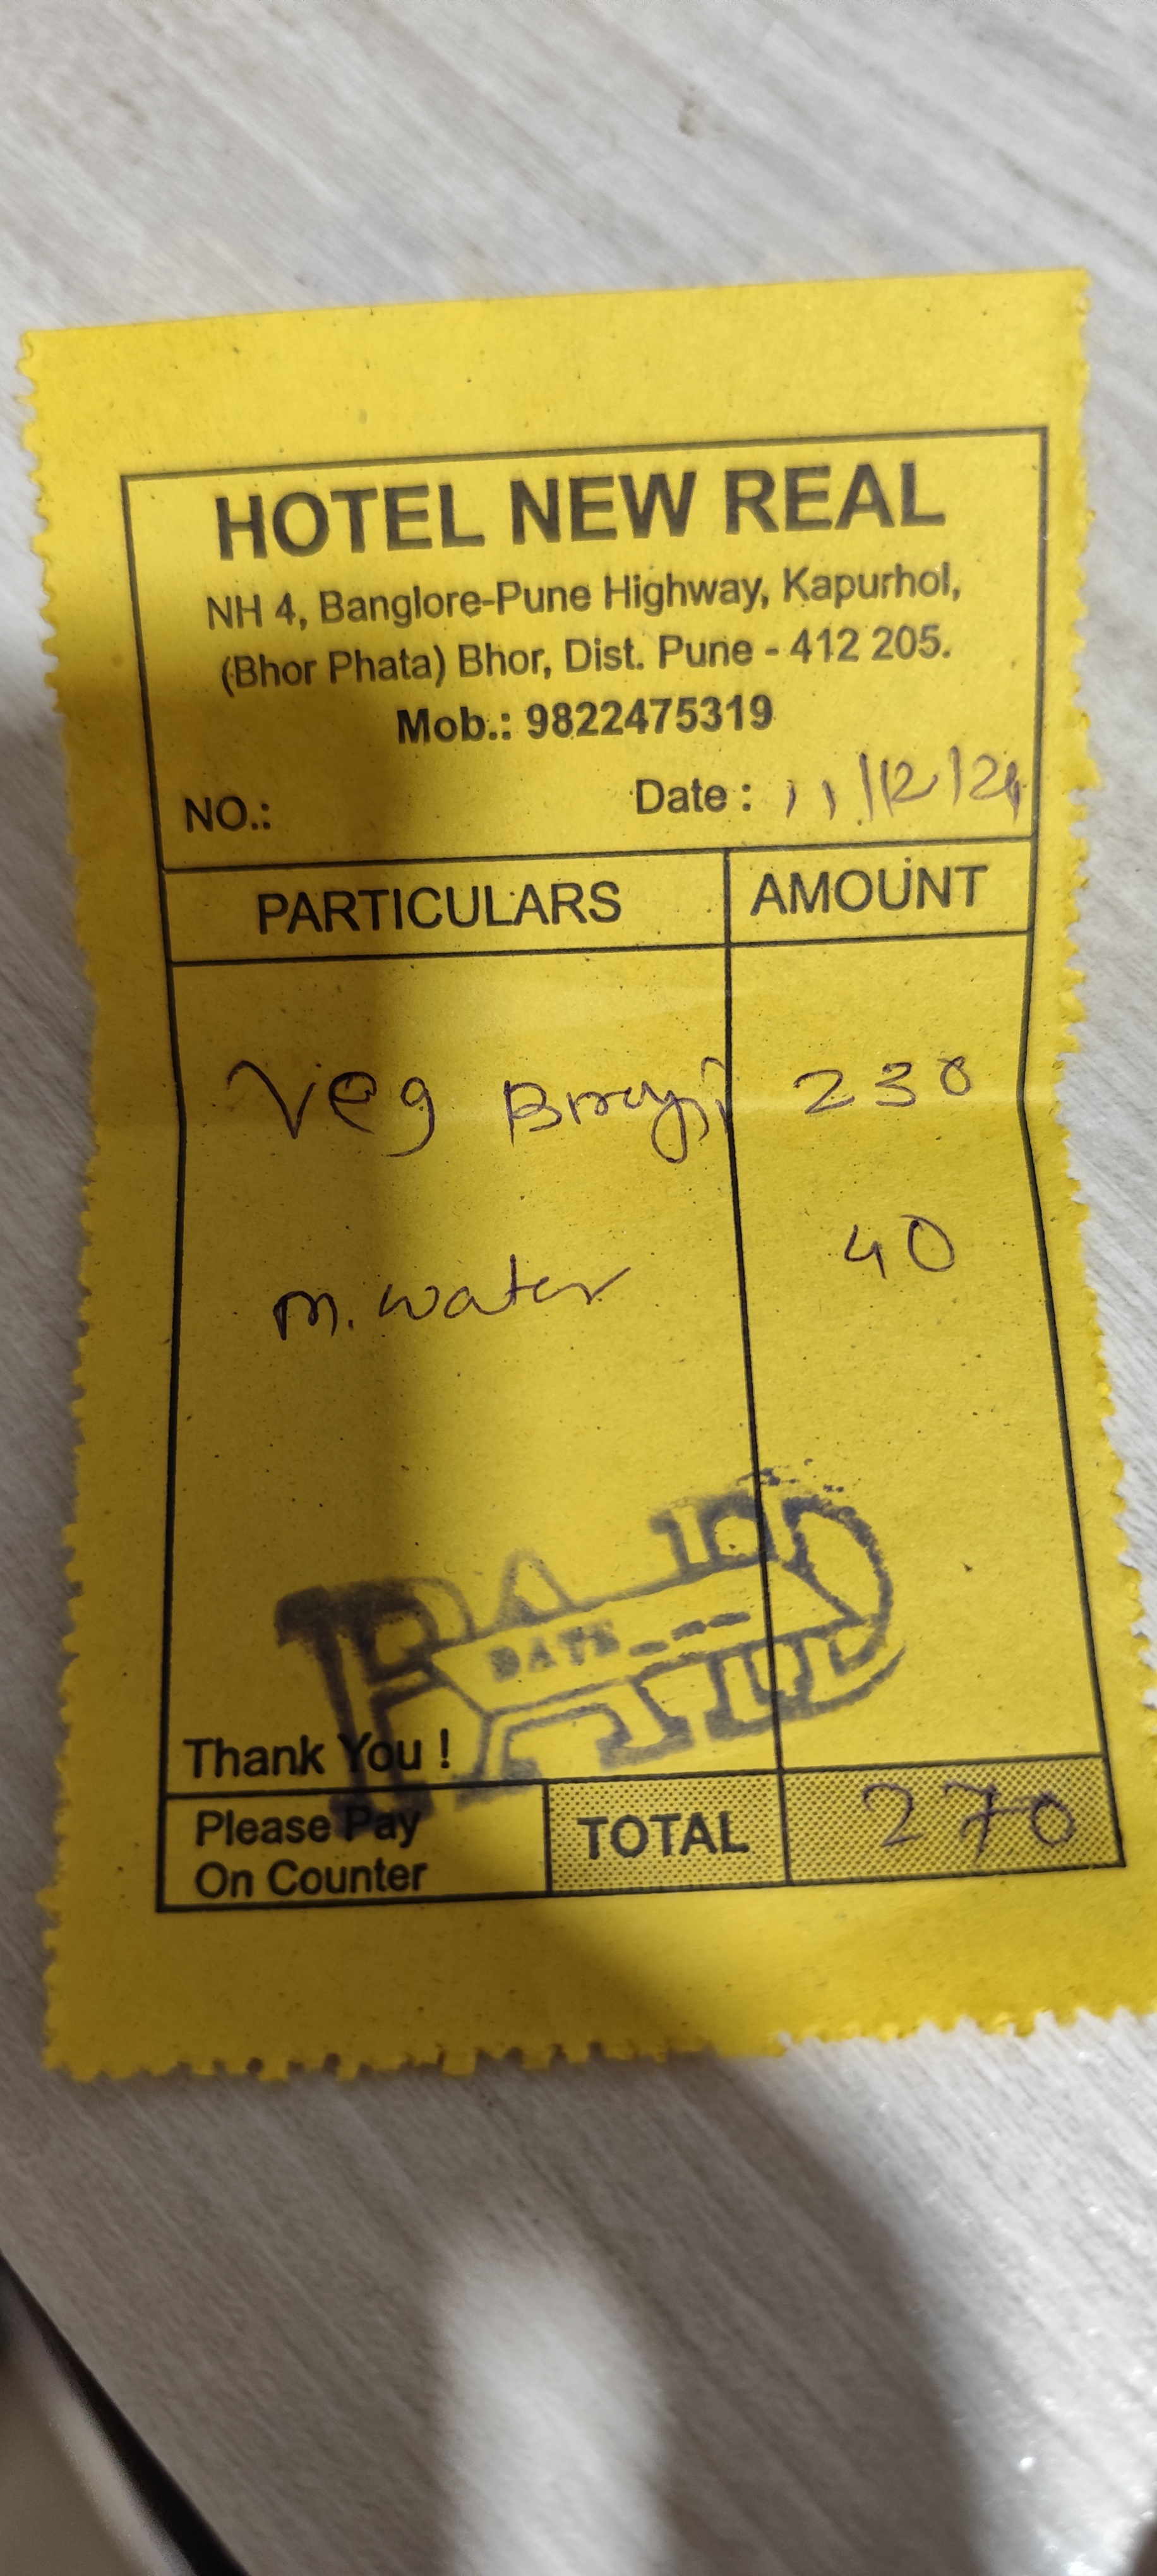 HOTEL NEW REAL
NH 4, Banglore-Pune Highway, Kapurhol,
(Bhor Phata) Bhor, Dist. Pune - 412 205.
Mob.: 9822475319
NO.: Date : 11/12/24
PARTICULARS AMOUNT
Veg 230
m. water 40
PAID
DATE
Thank You !
Please Pay
On Counter
TOTAL 270